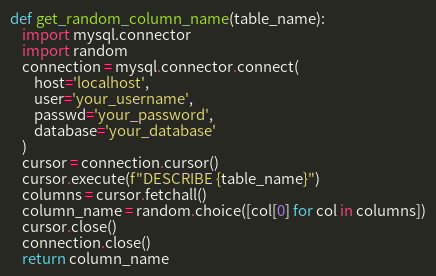 def get_random_column_name(table_name):
    import mysql.connector
    import random
    connection = mysql.connector.connect(
        host='localhost',
        user='your_username',
        passwd='your_password',
        database='your_database'
    )
    cursor = connection.cursor()
    cursor.execute(f"DESCRIBE {table_name}")
    columns = cursor.fetchall()
    column_name = random.choice([col[0] for col in columns])
    cursor.close()
    connection.close()
    return column_name